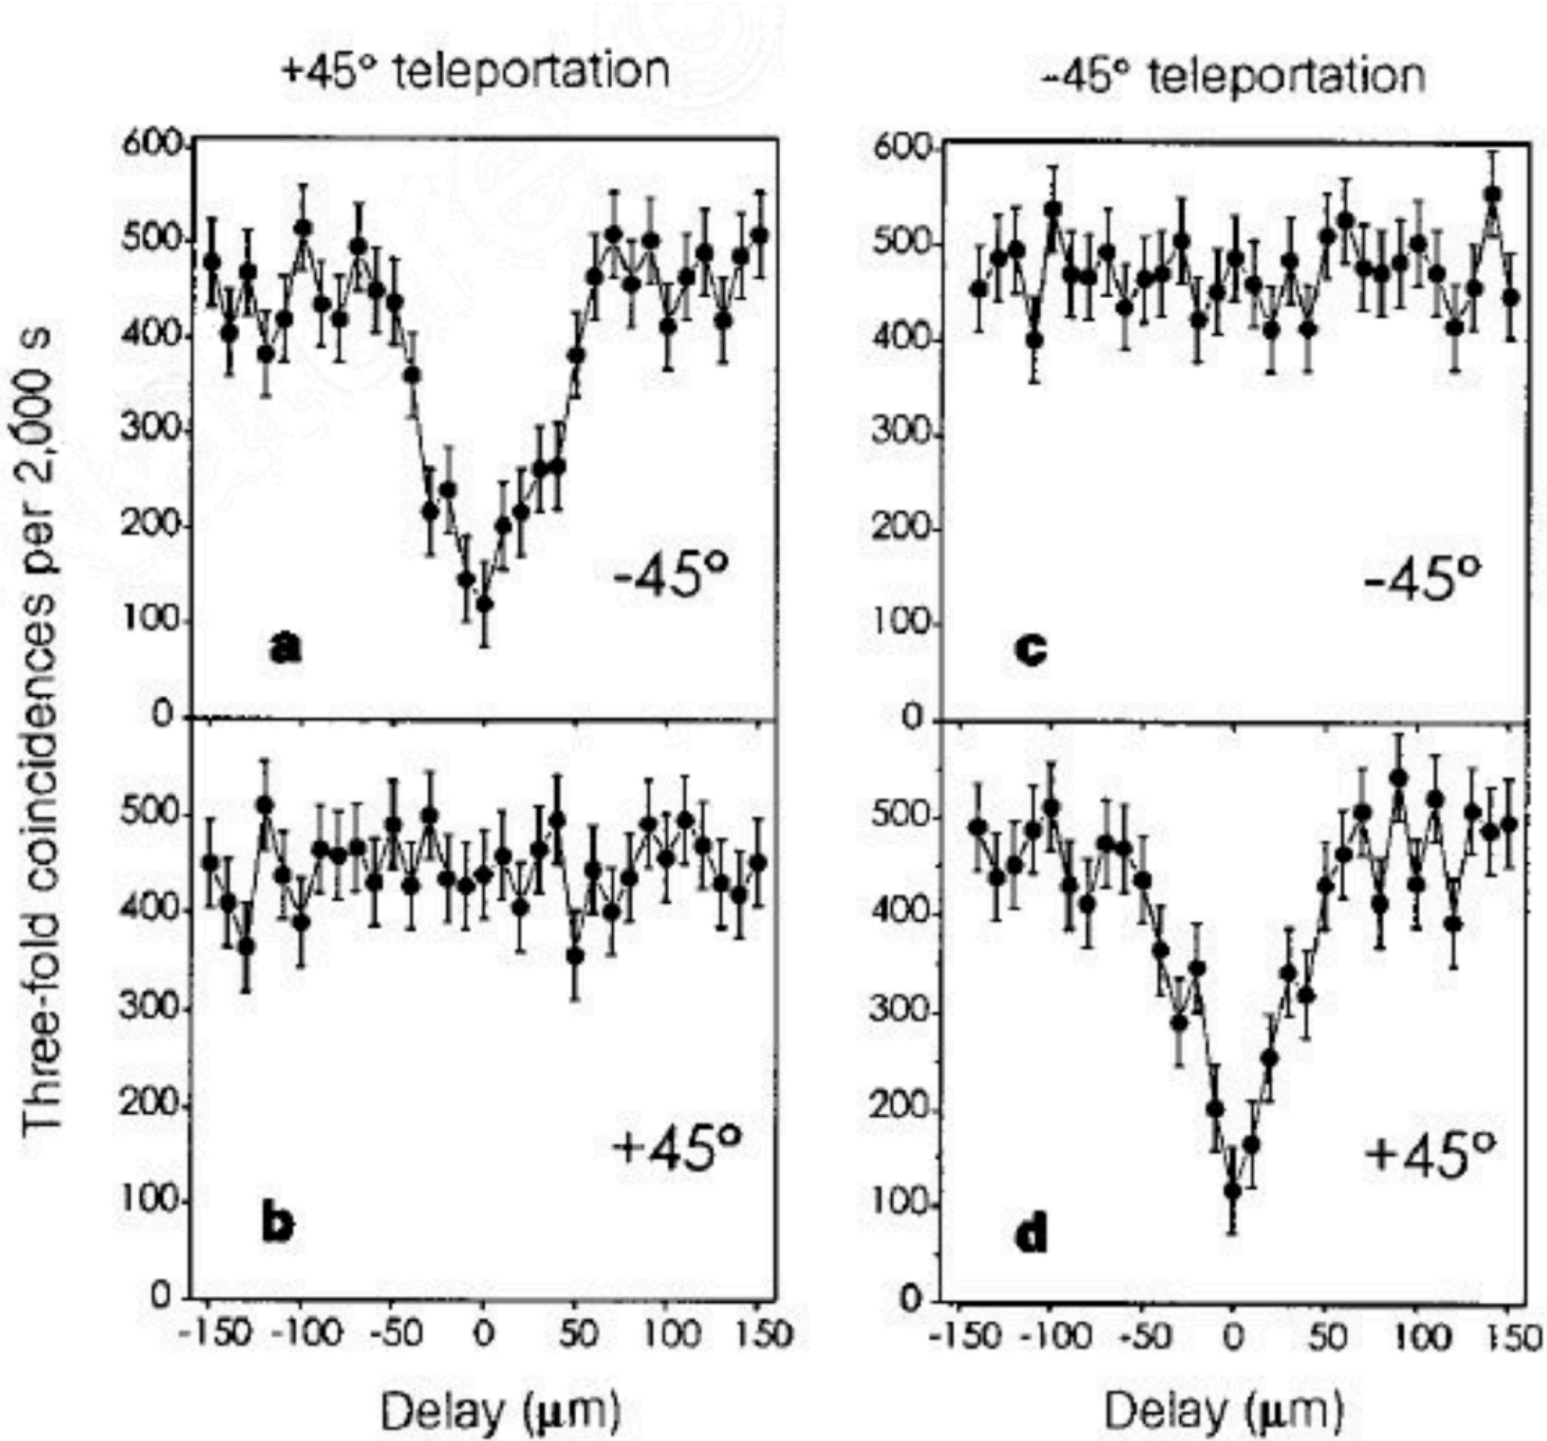 +45° teleportation
-45° teleportation
Three-fold coincidences per 2,000 s
600
500
400
300
200
100
0
-45°
a
600
500
400
300
200
100
0
-45°
c
500
400
300
200
100
0
+45°
b
-150 -100 -50 0 50 100 150
Delay (μm)
500
400
300
200
100
0
+45°
d
-150 -100 -50 0 50 100 150
Delay (μm)